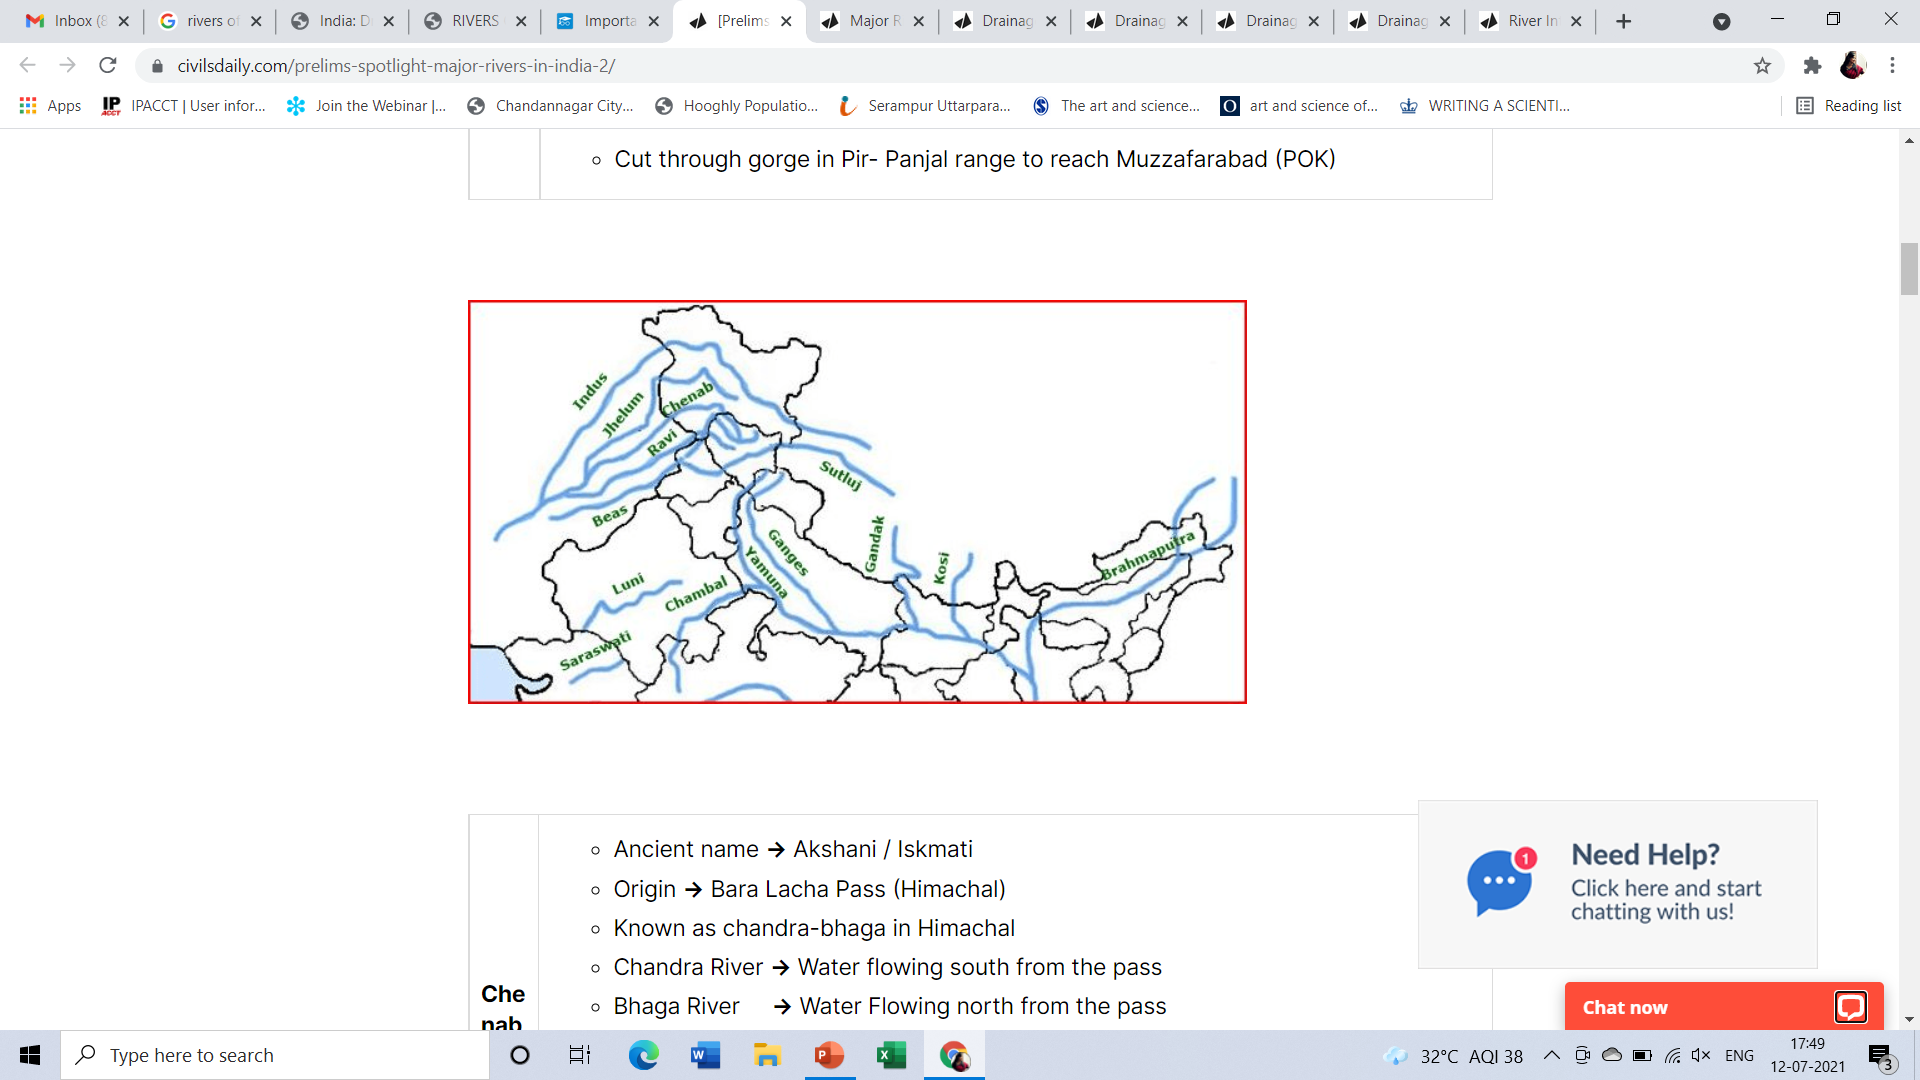 Inbox (8
rivers of
India: D
RIVERS
Importa
[Prelims
Major R
Drainag
Drainag
Drainag
Drainag
River In
civilsdaily.com/prelims-spotlight-major-rivers-in-india-2/
Apps
IPACCT | User infor...
Join the Webinar |...
Chandannagar City...
Hooghly Populatio...
Serampur Uttarpara...
The art and science...
art and science of...
WRITING A SCIENTI...
Reading list
Cut through gorge in Pir- Panjal range to reach Muzzafarabad (POK)
Indus
Jhelum
Chenab
Ravi
Sutluj
Beas
Gandak
Kosi
Ganges
Yamuna
Brahmaputra
Luni
Chambal
Saraswati
Ancient name → Akshani / Iskmati
Origin → Bara Lacha Pass (Himachal)
Known as chandra-bhaga in Himachal
Chandra River → Water flowing south from the pass
Bhaga River → Water Flowing north from the pass
Che
nab
1
Need Help?
Click here and start
chatting with us!
Chat now
Type here to search
32°C AQI 38
ENG
17:49
12-07-2021
3